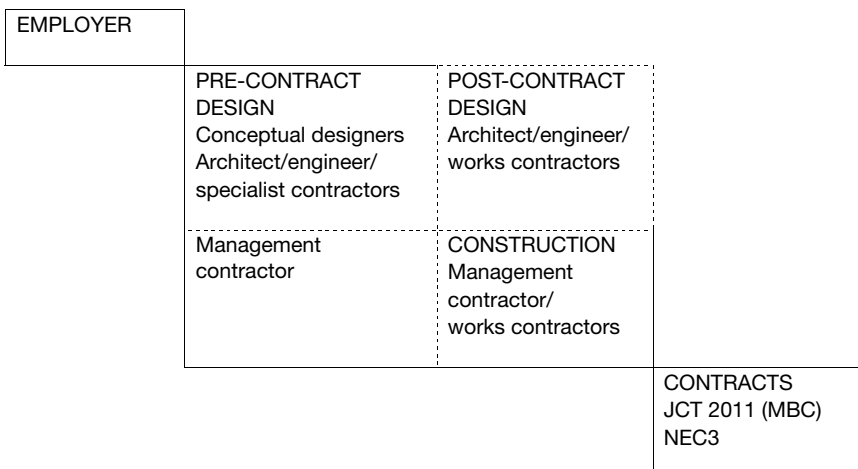 EMPLOYER
PRE-CONTRACT
DESIGN
Conceptual designers
Architect/engineer/
specialist contractors
POST-CONTRACT
DESIGN
Architect/engineer/
works contractors
Management
contractor
CONSTRUCTION
Management
contractor/
works contractors
CONTRACTS
JCT 2011 (MBC)
NEC3